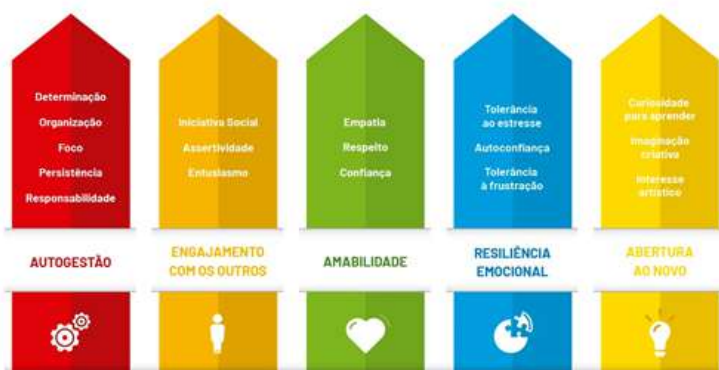 Determinação
Organização
Foco
Persistência
Responsabilidade
AUTOGESTÃO
Iniciativa Social
Assertividade
Entusiasmo
ENGAJAMENTO
COM OS OUTROS
Empatia
Respeito
Confiança
AMABILIDADE
Tolerância
ao estresse
Autoconfiança
Tolerância
à frustração
RESILIÊNCIA
EMOCIONAL
Curiosidade
para aprender
Imaginação
criativa
Interesse
artístico
ABERTURA
AO NOVO